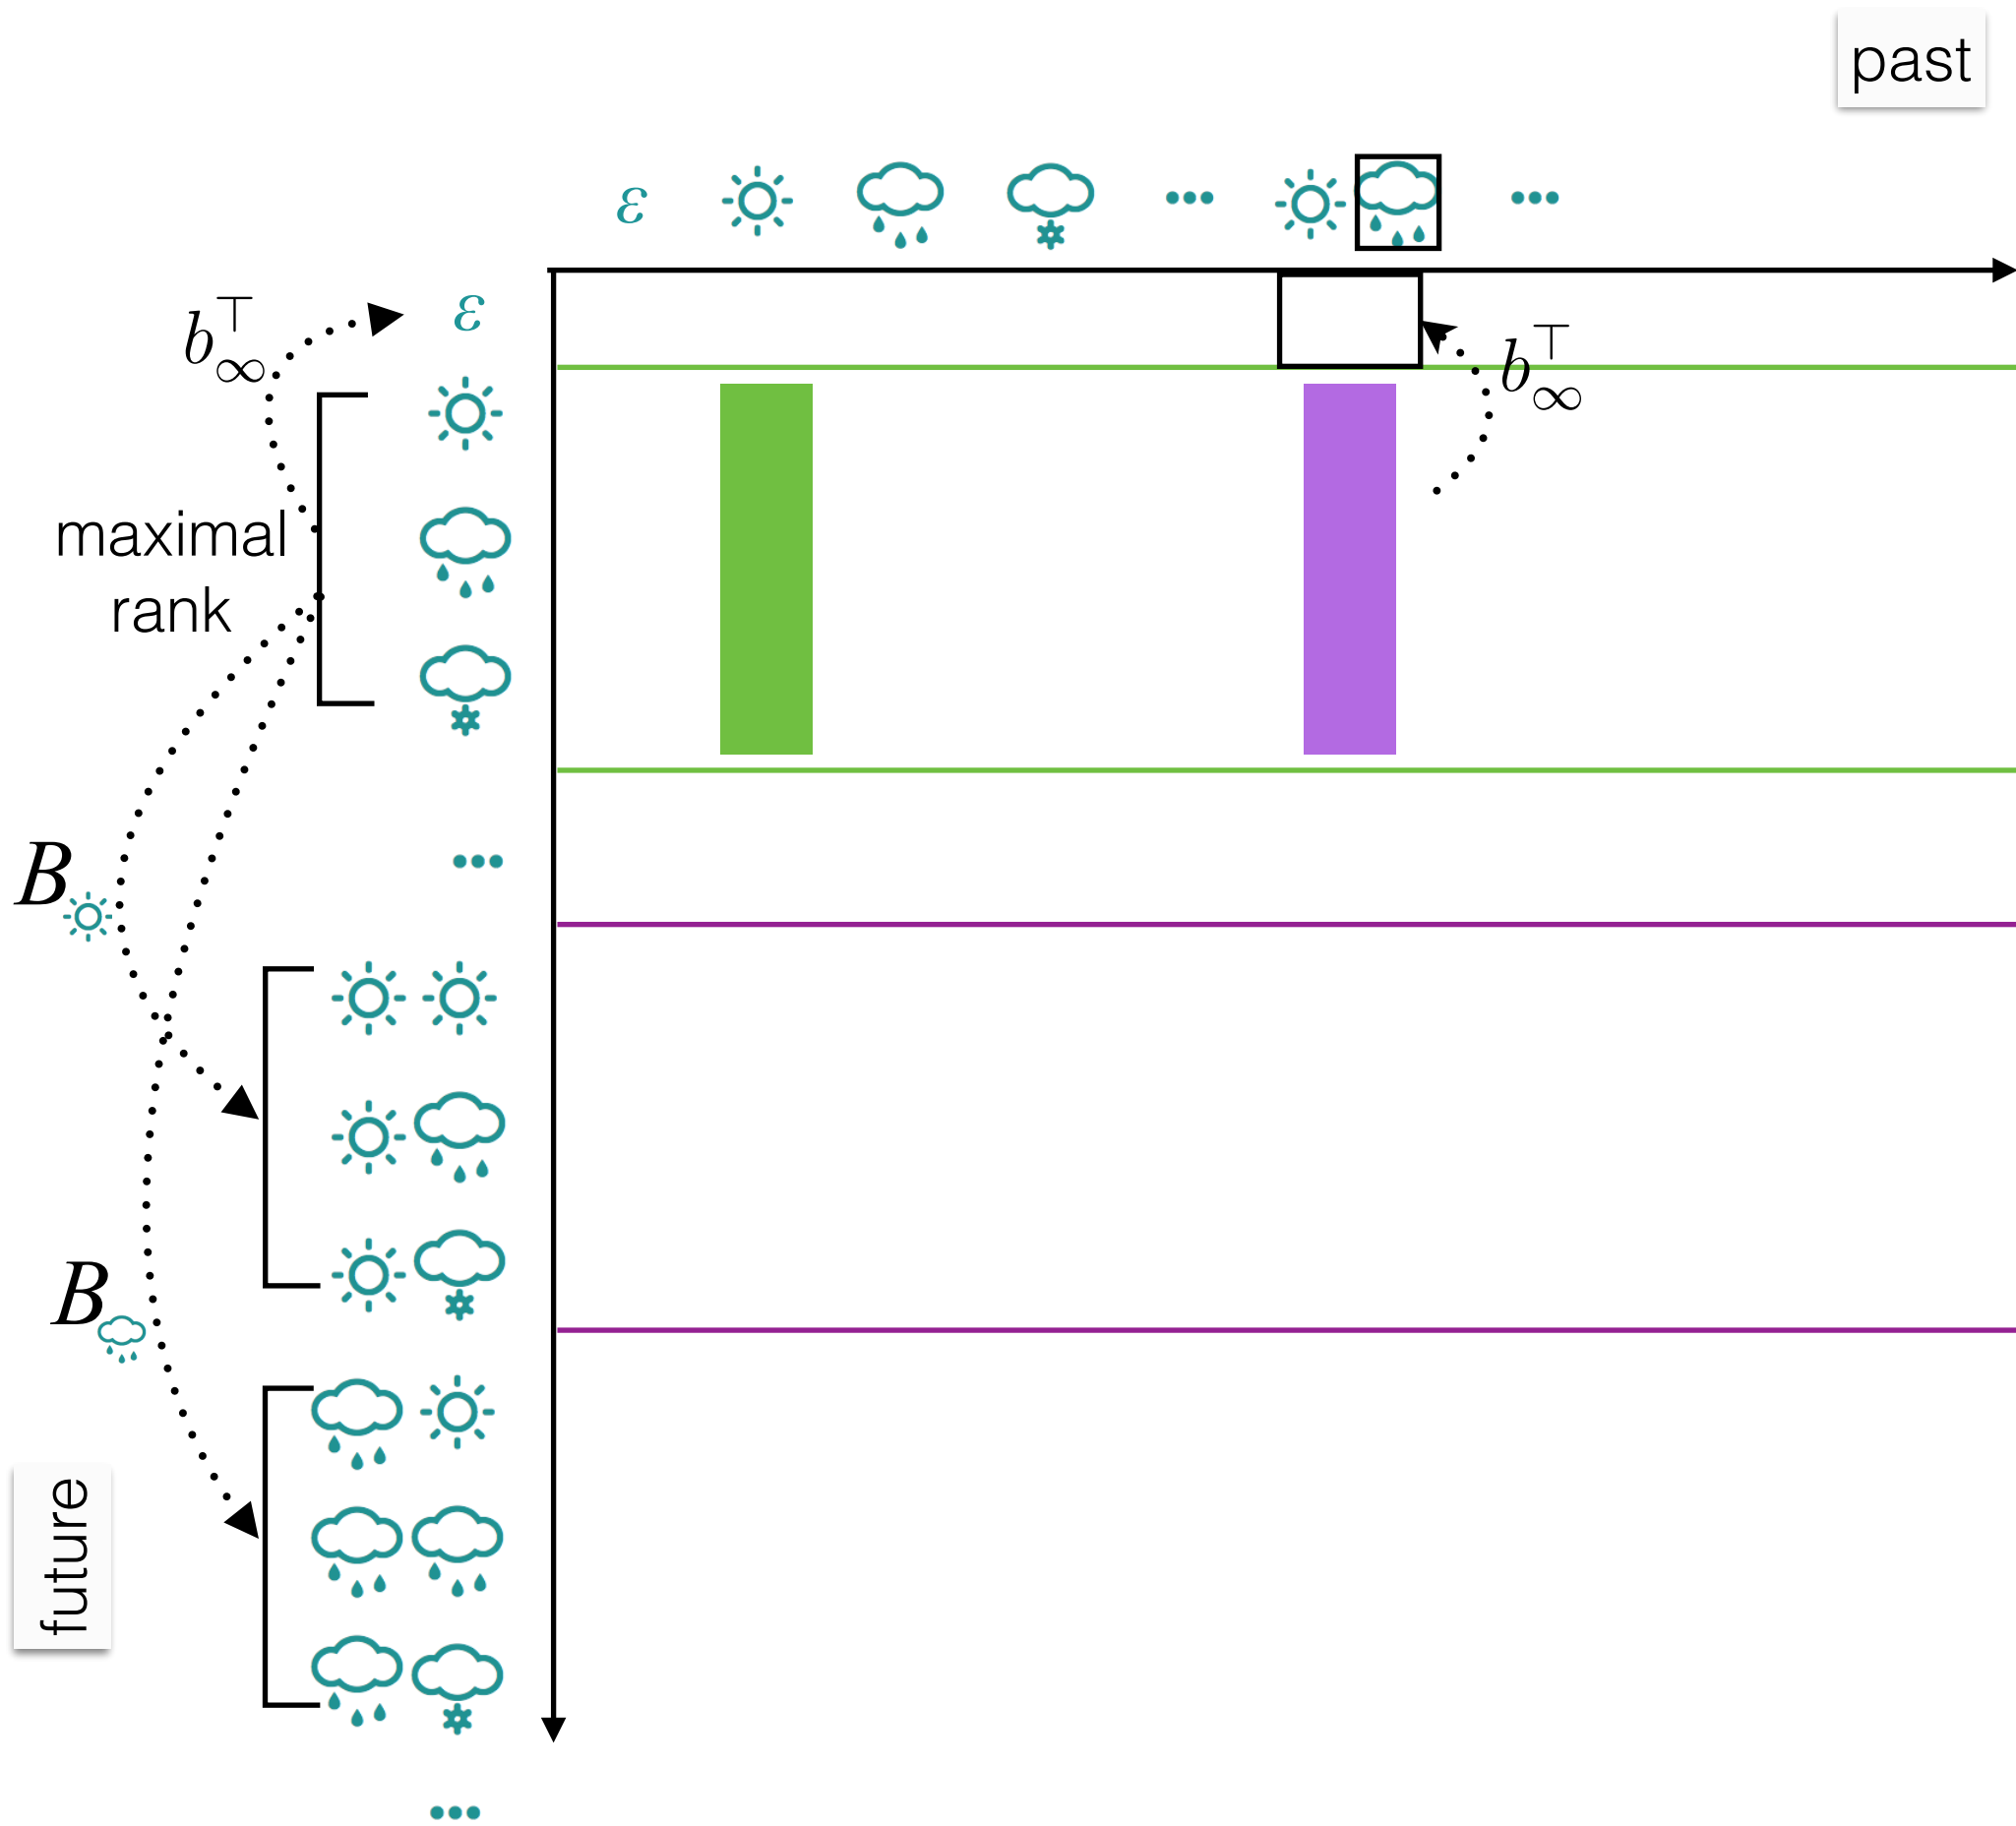 past
ε
ε
b∞⊤
b∞⊤
maximal
rank
B
B
future